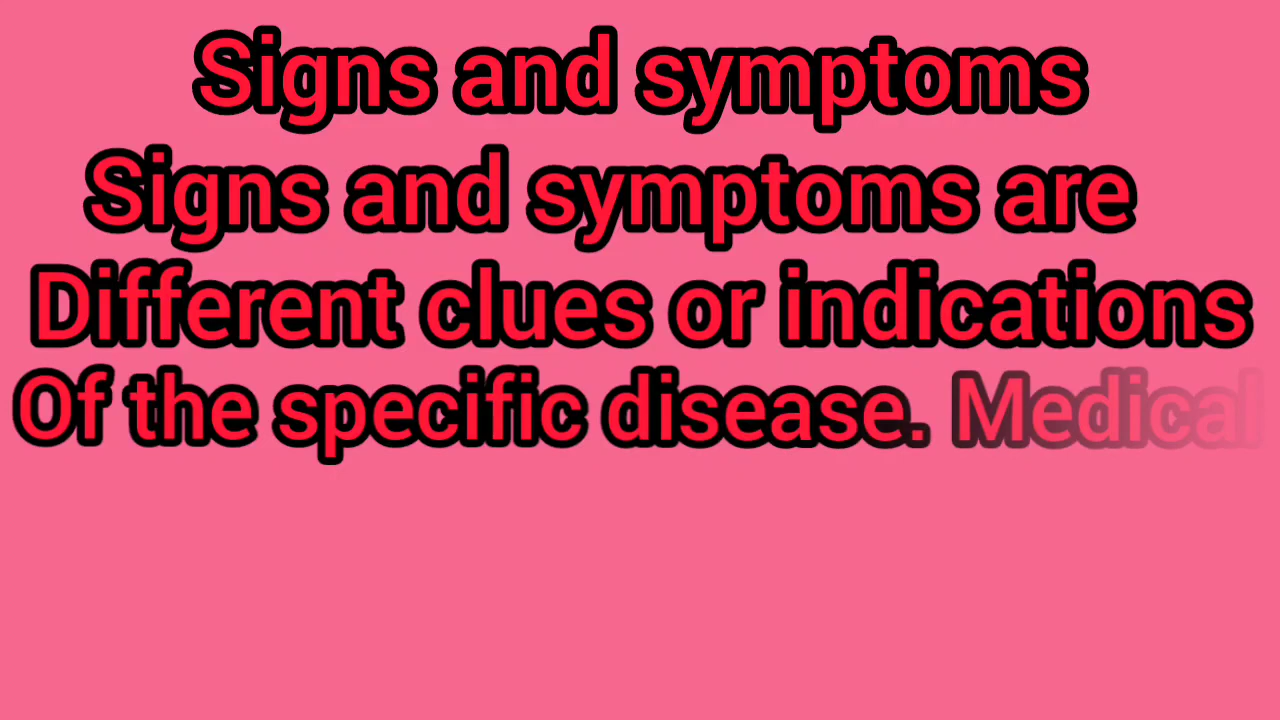 Signs and symptoms
Signs and symptoms are
Different clues or indications
Of the specific disease. Medical